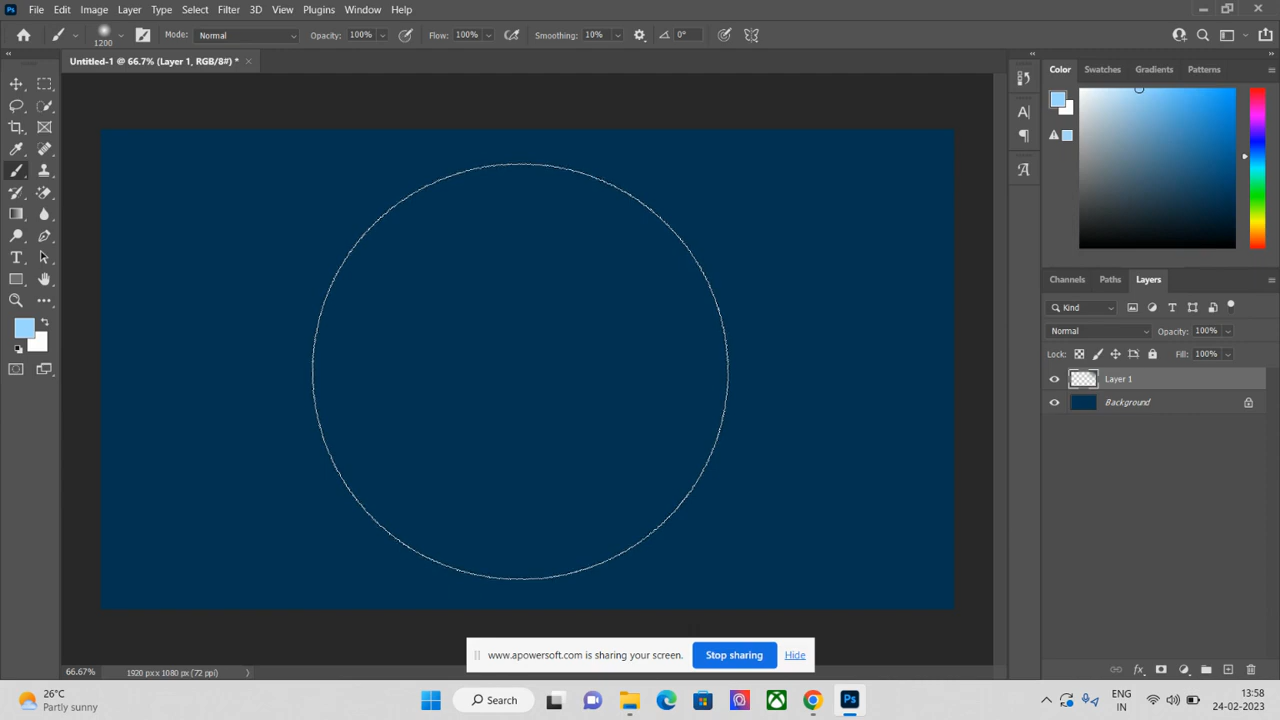 Ps File Edit Image Layer Type Select Filter 3D View Plugins Window Help
1200 Mode: Normal Opacity: 100% Flow: 100% Smoothing: 10% 0°
Untitled-1 @ 66.7% (Layer 1, RGB/8#) *
Color Swatches Gradients Patterns
Channels Paths Layers
Kind
Normal Opacity: 100%
Lock: Fill: 100%
Layer 1
Background
www.apowersoft.com is sharing your screen. Stop sharing Hide
66.67% 1920 px x 1080 px (72 ppi)
26°C
Partly sunny
Search
Ps
ENG
IN
13:58
24-02-2023